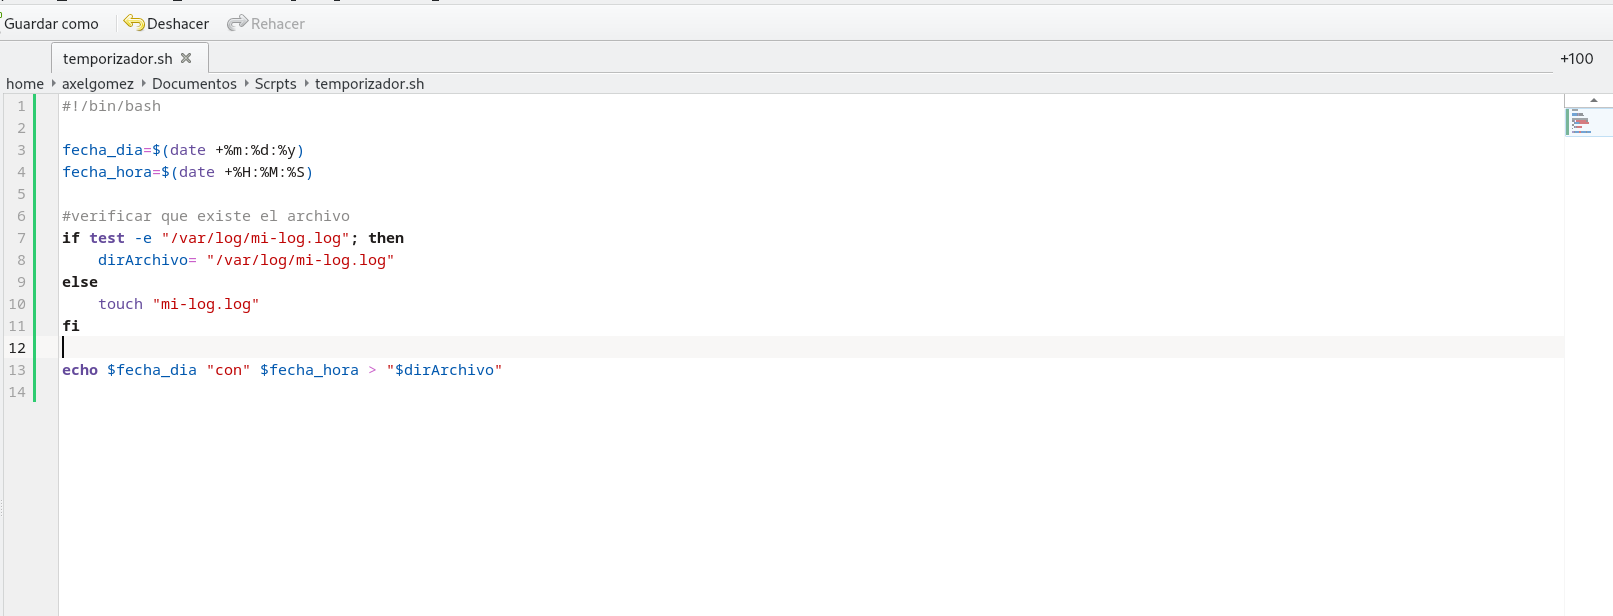 Guardar como Deshacer Rehacer
temporizador.sh +100
home axelgomez Documentos Scrpts temporizador.sh
1 #!/bin/bash
2
3 fecha_dia=$(date +%m:%d:%y)
4 fecha_hora=$(date +%H:%M:%S)
5
6 #verificar que existe el archivo
7 if test -e "/var/log/mi-log.log"; then
8 dirArchivo= "/var/log/mi-log.log"
9 else
10 touch "mi-log.log"
11 fi
12
13 echo $fecha_dia "con" $fecha_hora > "$dirArchivo"
14